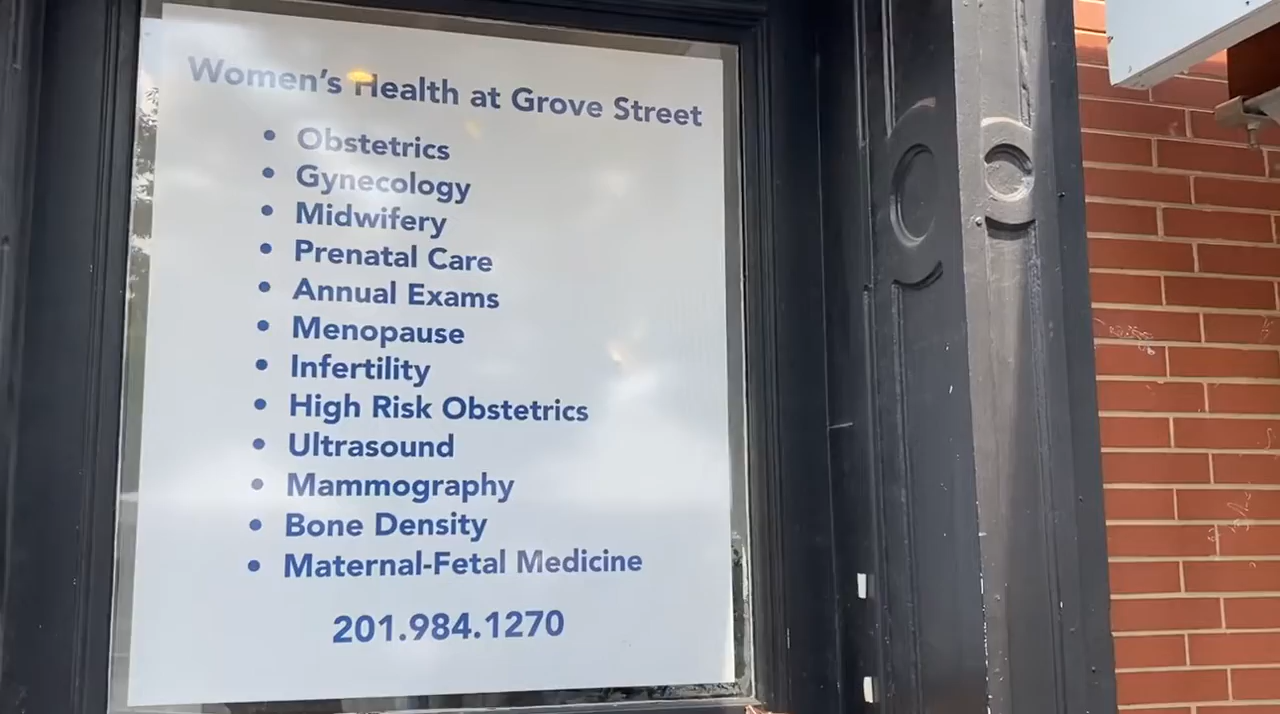 Women's Health at Grove Street
• Obstetrics
• Gynecology
• Midwifery
• Prenatal Care
• Annual Exams
• Menopause
• Infertility
• High Risk Obstetrics
• Ultrasound
• Mammography
• Bone Density
• Maternal-Fetal Medicine
201.984.1270